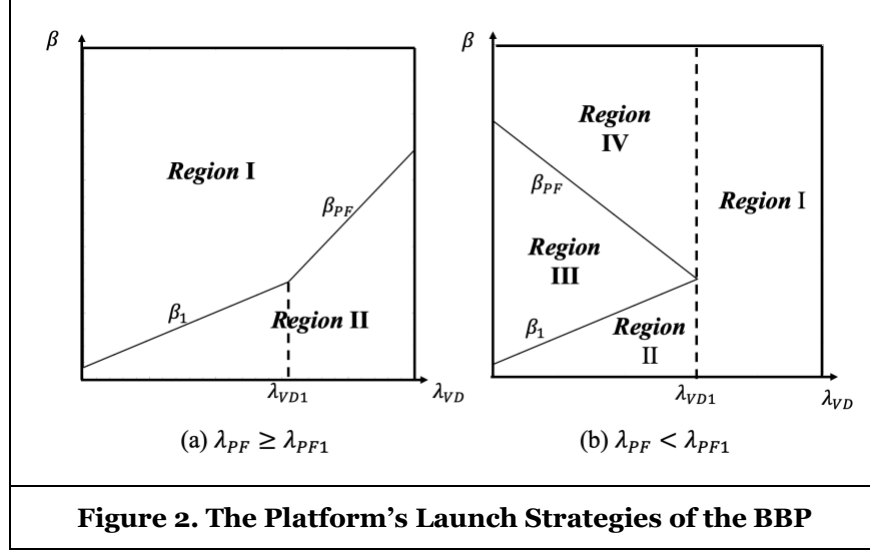 β
Region I
β_PF
β_1
Region II
λ_VD1
λ_VD
(a) λ_PF ≥ λ_PF1
β
Region
IV
β_PF
Region I
Region
III
β_1
Region
II
λ_VD1
λ_VD
(b) λ_PF < λ_PF1
Figure 2. The Platform’s Launch Strategies of the BBP